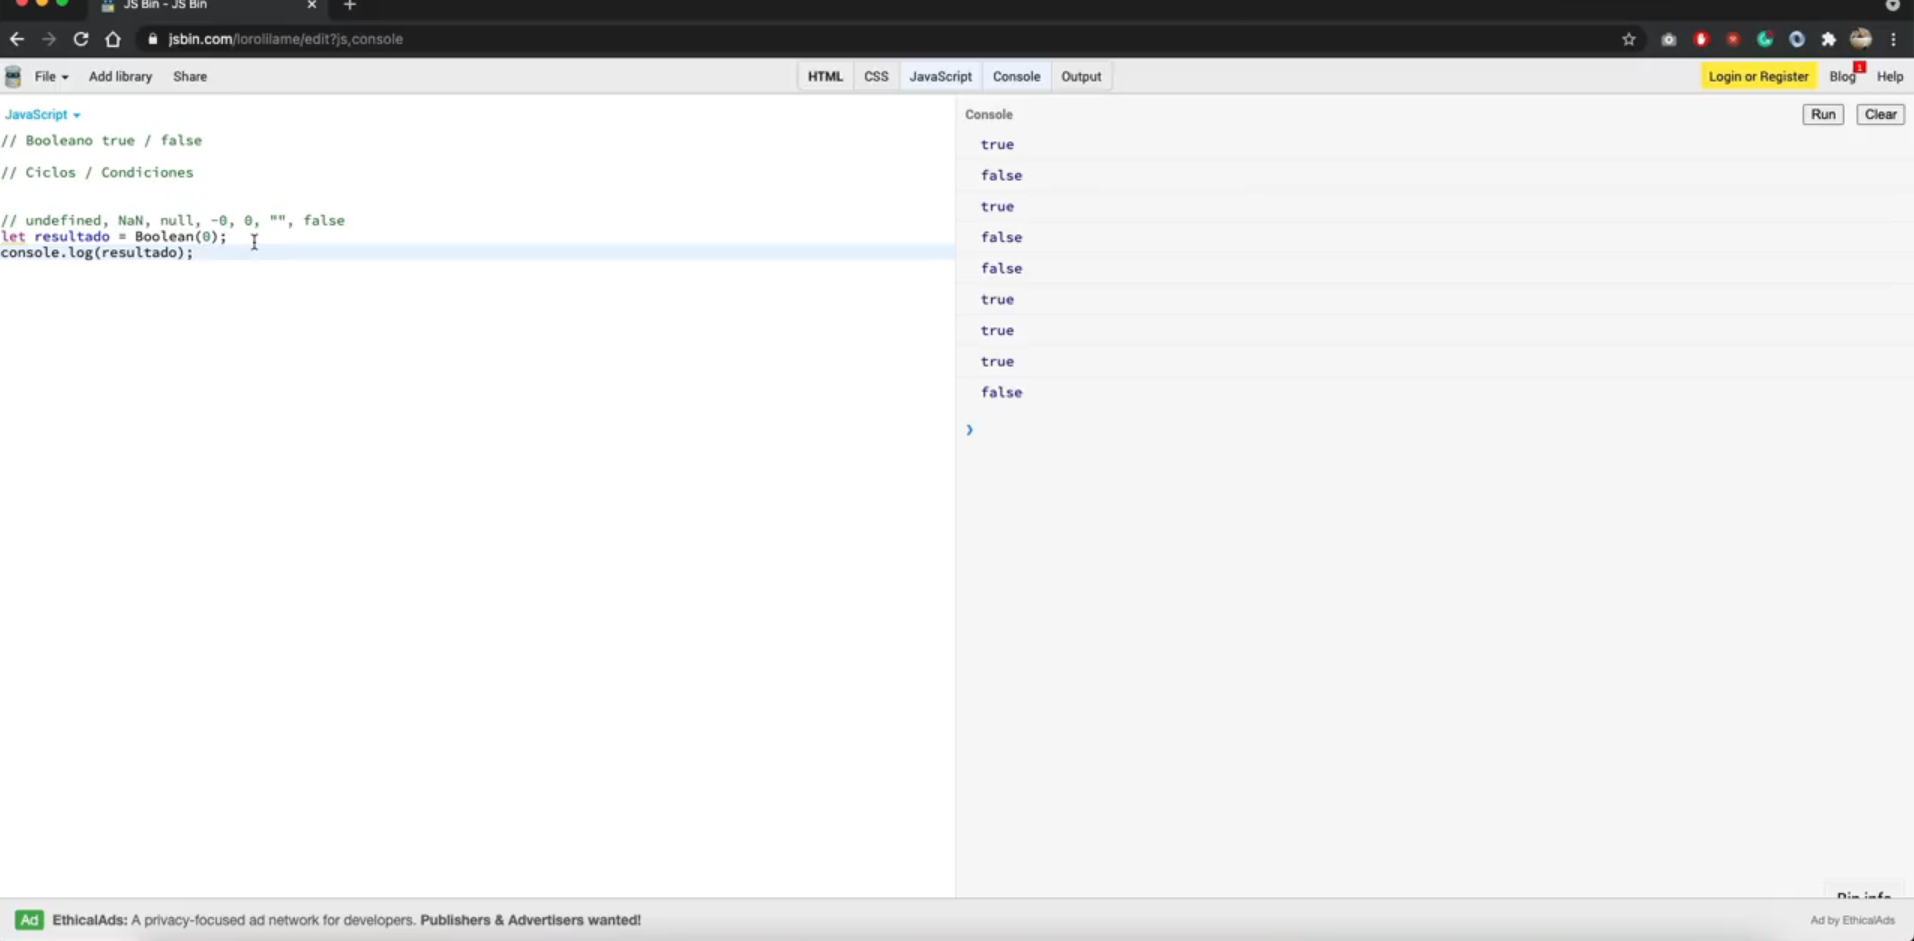 JS Bin - JS Bin
jsbin.com/lorolilame/edit?js,console
File Add library Share HTML CSS JavaScript Console Output Login or Register Blog 1 Help
JavaScript
// Booleano true / false
// Ciclos / Condiciones
// undefined, NaN, null, -0, 0, "", false
let resultado = Boolean(0);
console.log(resultado);
Console Run Clear
true
false
true
false
false
true
true
true
false
Bin info
Ad EthicalAds: A privacy-focused ad network for developers. Publishers & Advertisers wanted!
Ad by EthicalAds